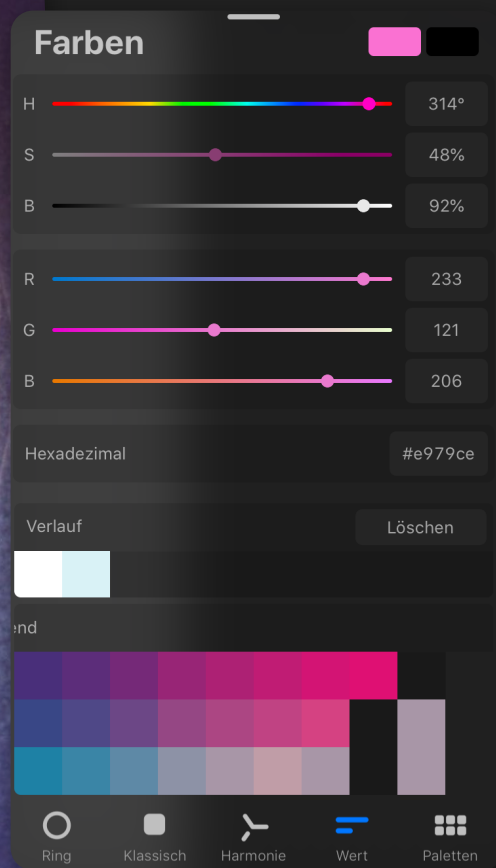 Farben
H 314°
S 48%
B 92%
R 233
G 121
B 206
Hexadezimal #e979ce
Verlauf Löschen
end
Ring Klassisch Harmonie Wert Paletten